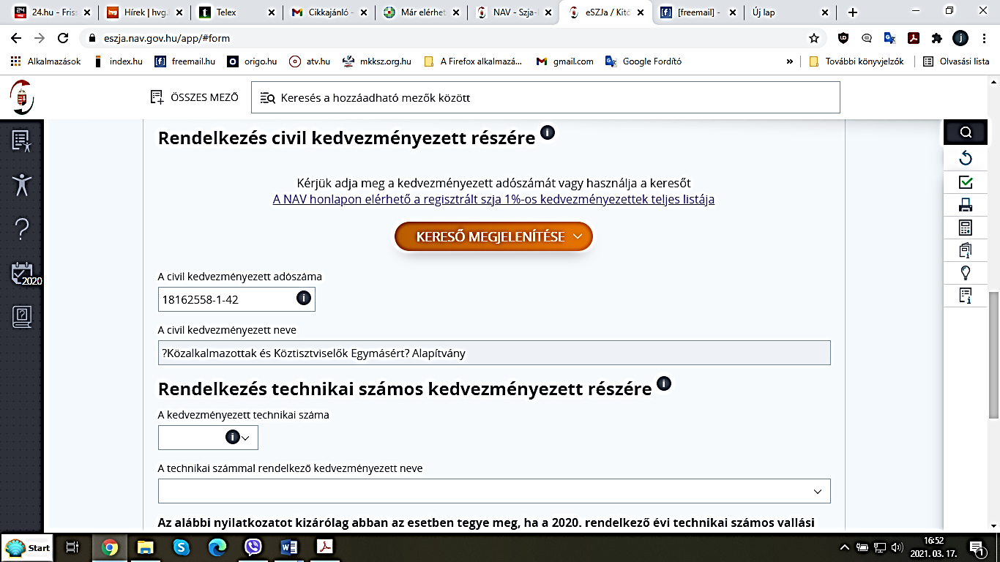 24.hu - Friss
Hírek | hvg.
Telex
Cikkajánló -
Már elérhet
NAV - Szja-
eSZJa / Kitö
[freemail] -
Új lap
eszja.nav.gov.hu/app/#form
Alkalmazások
index.hu
freemail.hu
origo.hu
atv.hu
mkksz.org.hu
A Firefox alkalmazá...
gmail.com
Google Fordító
»
További könyvjelzők
Olvasási lista
ÖSSZES MEZŐ
Keresés a hozzáadható mezők között
Rendelkezés civil kedvezményezett részére
Kérjük adja meg a kedvezményezett adószámát vagy használja a keresőt
A NAV honlapon elérhető a regisztrált szja 1%-os kedvezményezettek teljes listája
KERESŐ MEGJELENÍTÉSE
2020
A civil kedvezményezett adószáma
18162558-1-42
A civil kedvezményezett neve
?Közalkalmazottak és Köztisztviselők Egymásért? Alapítvány
Rendelkezés technikai számos kedvezményezett részére
A kedvezményezett technikai száma
A technikai számmal rendelkező kedvezményezett neve
Az alábbi nyilatkozatot kizárólag abban az esetben tegye meg, ha a 2020. rendelkező évi technikai számos vallási
Start
16:52
2021. 03. 17.
1